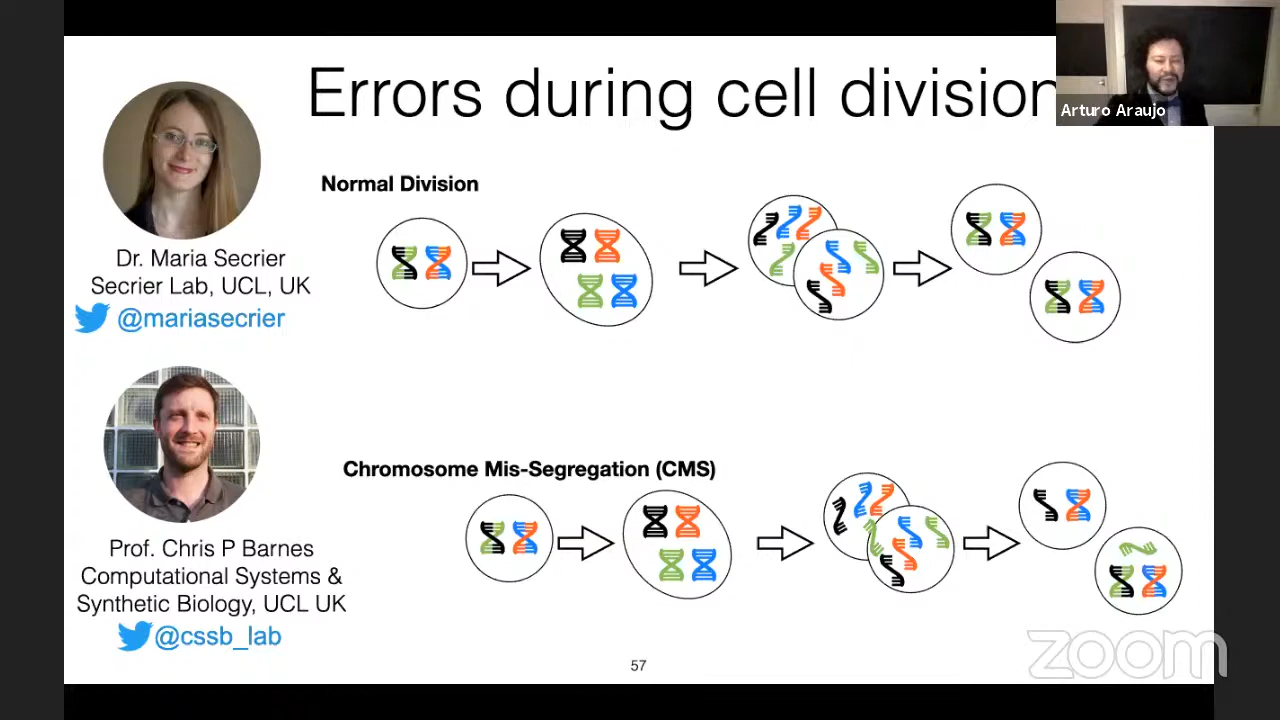 Errors during cell division
Arturo Araujo
Normal Division
Dr. Maria Secrier
Secrier Lab, UCL, UK
@mariasecrier
Chromosome Mis-Segregation (CMS)
Prof. Chris P Barnes
Computational Systems &
Synthetic Biology, UCL UK
@cssb_lab
57
zoom